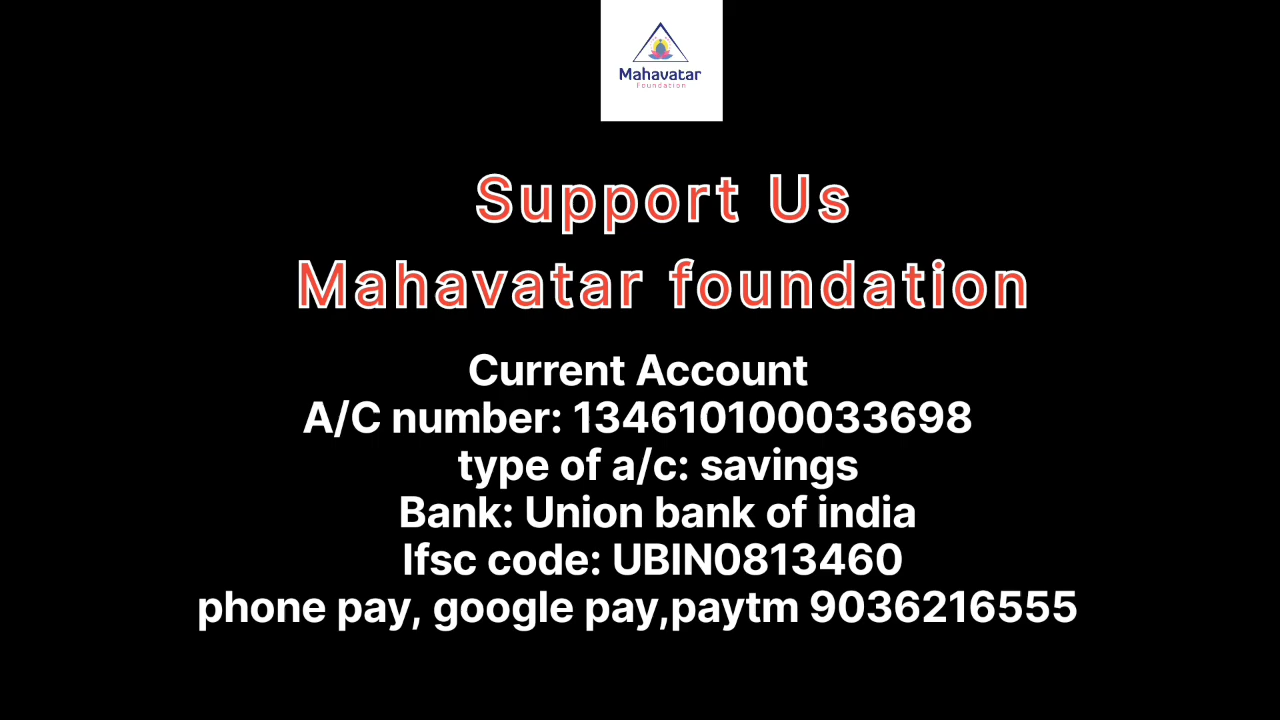 Mahavatar
Foundation
Support Us
Mahavatar foundation
Current Account
A/C number: 134610100033698
type of a/c: savings
Bank: Union bank of india
Ifsc code: UBIN0813460
phone pay, google pay,paytm 9036216555